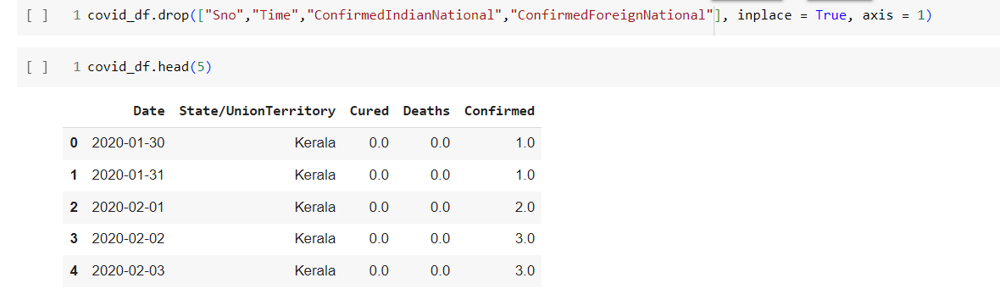 [ ] 1 covid_df.drop(["Sno","Time","ConfirmedIndianNational","ConfirmedForeignNational"], inplace = True, axis = 1)
[ ] 1 covid_df.head(5)
Date State/UnionTerritory Cured Deaths Confirmed
0 2020-01-30 Kerala 0.0 0.0 1.0
1 2020-01-31 Kerala 0.0 0.0 1.0
2 2020-02-01 Kerala 0.0 0.0 2.0
3 2020-02-02 Kerala 0.0 0.0 3.0
4 2020-02-03 Kerala 0.0 0.0 3.0